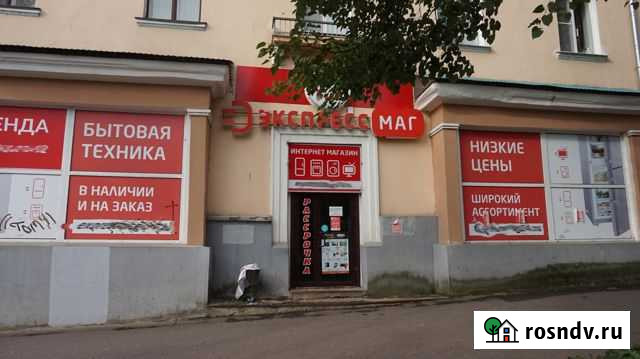 ЭКСПРЕСС МАГ
ЕНДА
БЫТОВАЯ
ТЕХНИКА
В НАЛИЧИИ
И НА ЗАКАЗ
ИНТЕРНЕТ МАГАЗИН
РАССРОЧКА
НИЗКИЕ
ЦЕНЫ
ШИРОКИЙ
АССОРТИМЕНТ
rosndv.ru